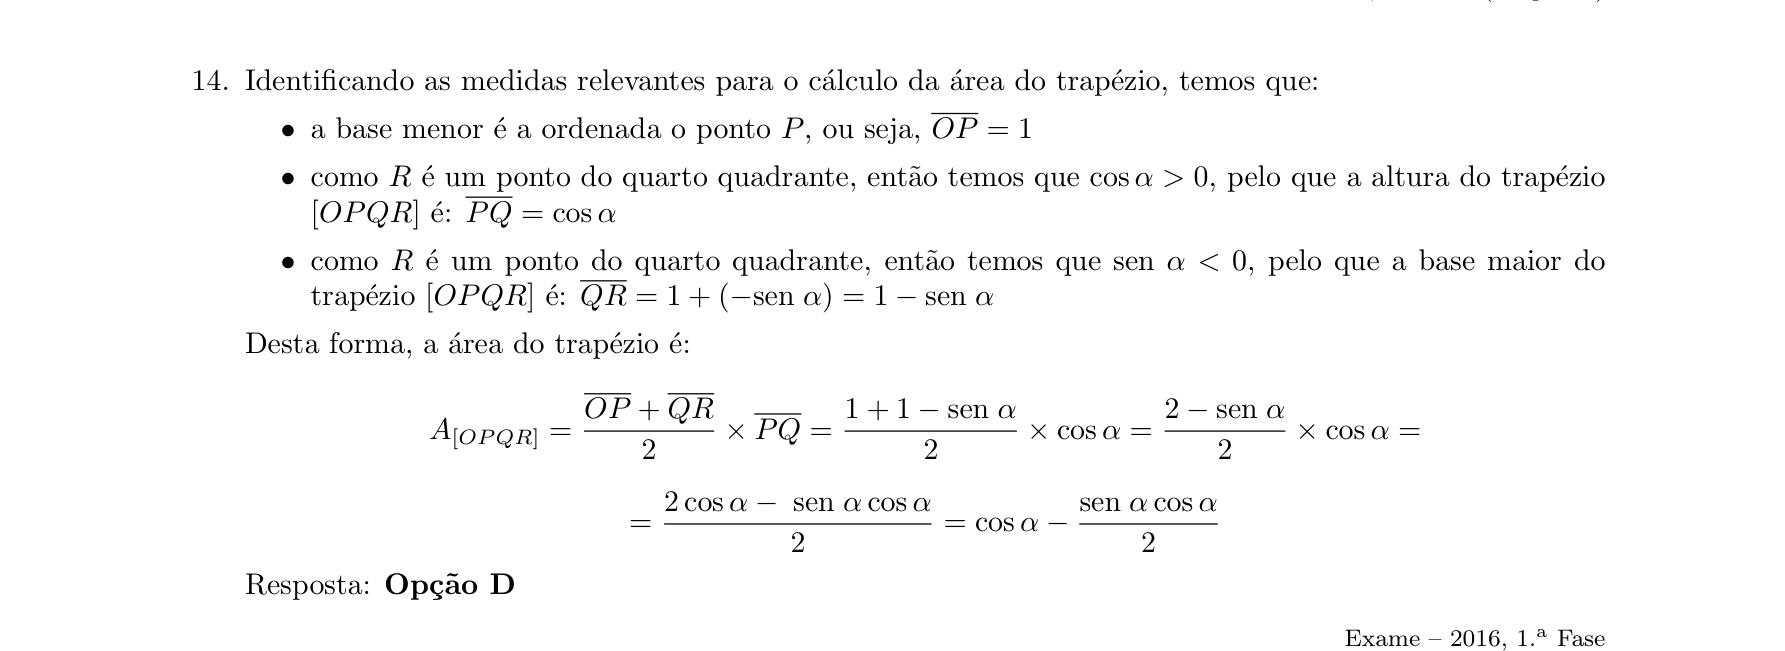 14. Identificando as medidas relevantes para o cálculo da área do trapézio, temos que:
• a base menor é a ordenada o ponto $P$, ou seja, $\overline{OP} = 1$
• como $R$ é um ponto do quarto quadrante, então temos que $\cos\alpha > 0$, pelo que a altura do trapézio
$[OPQR]$ é: $\overline{PQ} = \cos\alpha$
• como $R$ é um ponto do quarto quadrante, então temos que $\text{sen }\alpha < 0$, pelo que a base maior do
trapézio $[OPQR]$ é: $\overline{QR} = 1 + (-\text{sen }\alpha) = 1 - \text{sen }\alpha$
Desta forma, a área do trapézio é:
$A_{[OPQR]} = \frac{\overline{OP} + \overline{QR}}{2} \times \overline{PQ} = \frac{1 + 1 - \text{sen }\alpha}{2} \times \cos\alpha = \frac{2 - \text{sen }\alpha}{2} \times \cos\alpha =$
$= \frac{2\cos\alpha - \text{sen }\alpha\cos\alpha}{2} = \cos\alpha - \frac{\text{sen }\alpha\cos\alpha}{2}$
Resposta: **Opção D**
Exame – 2016, 1.ª Fase